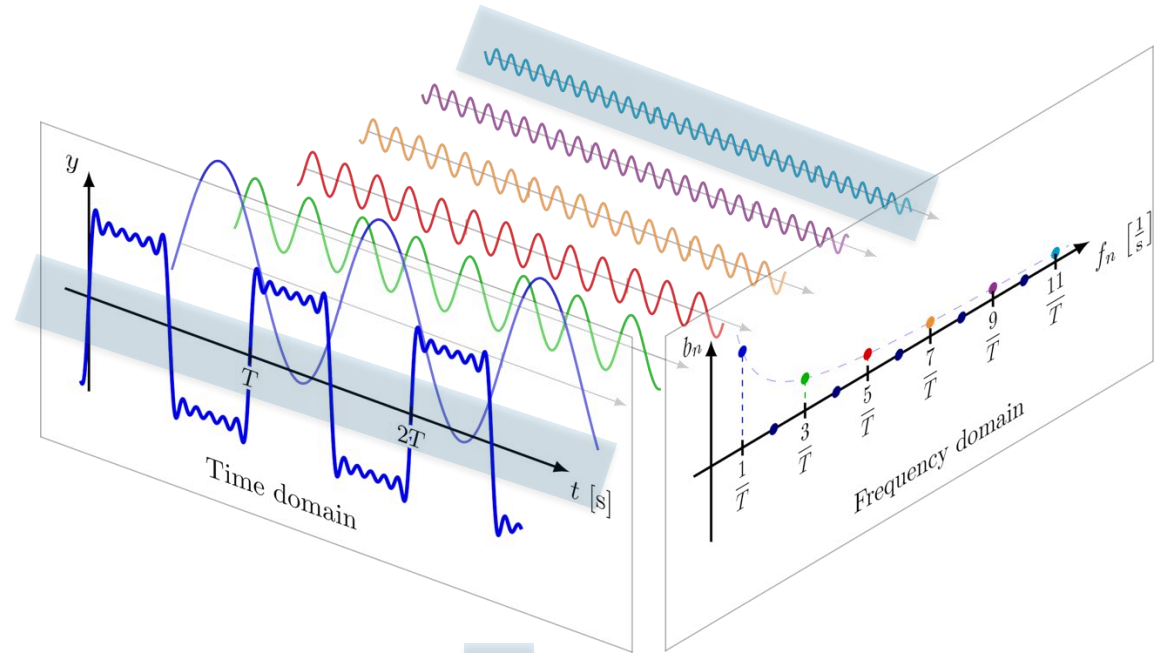 y
T
2T
t [s]
Time domain
b_n
f_n [1/s]
1/T
3/T
5/T
7/T
9/T
11/T
Frequency domain